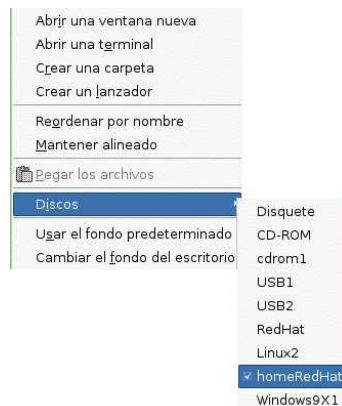 Abrir una ventana nueva
Abrir una terminal
Crear una carpeta
Crear un lanzador
Reordenar por nombre
Mantener alineado
Pegar los archivos
Discos
Usar el fondo predeterminado
Cambiar el fondo del escritorio
Disquete
CD-ROM
cdrom1
USB1
USB2
RedHat
Linux2
homeRedHat
Windows9X1